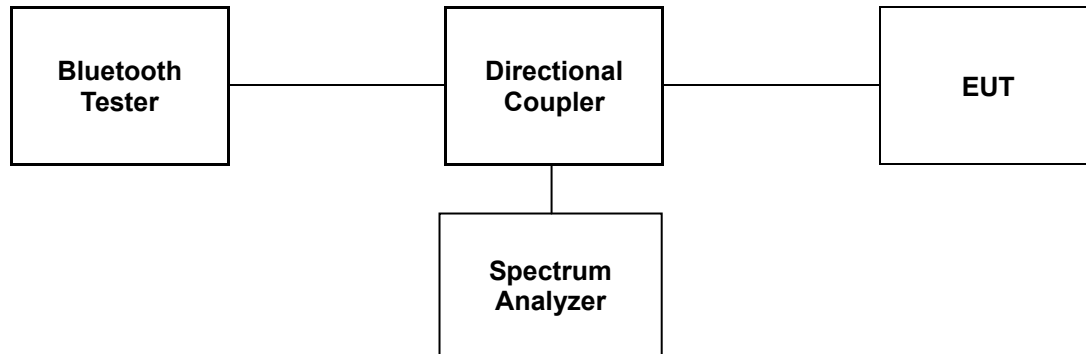 Bluetooth
Tester
Directional
Coupler
EUT
Spectrum
Analyzer